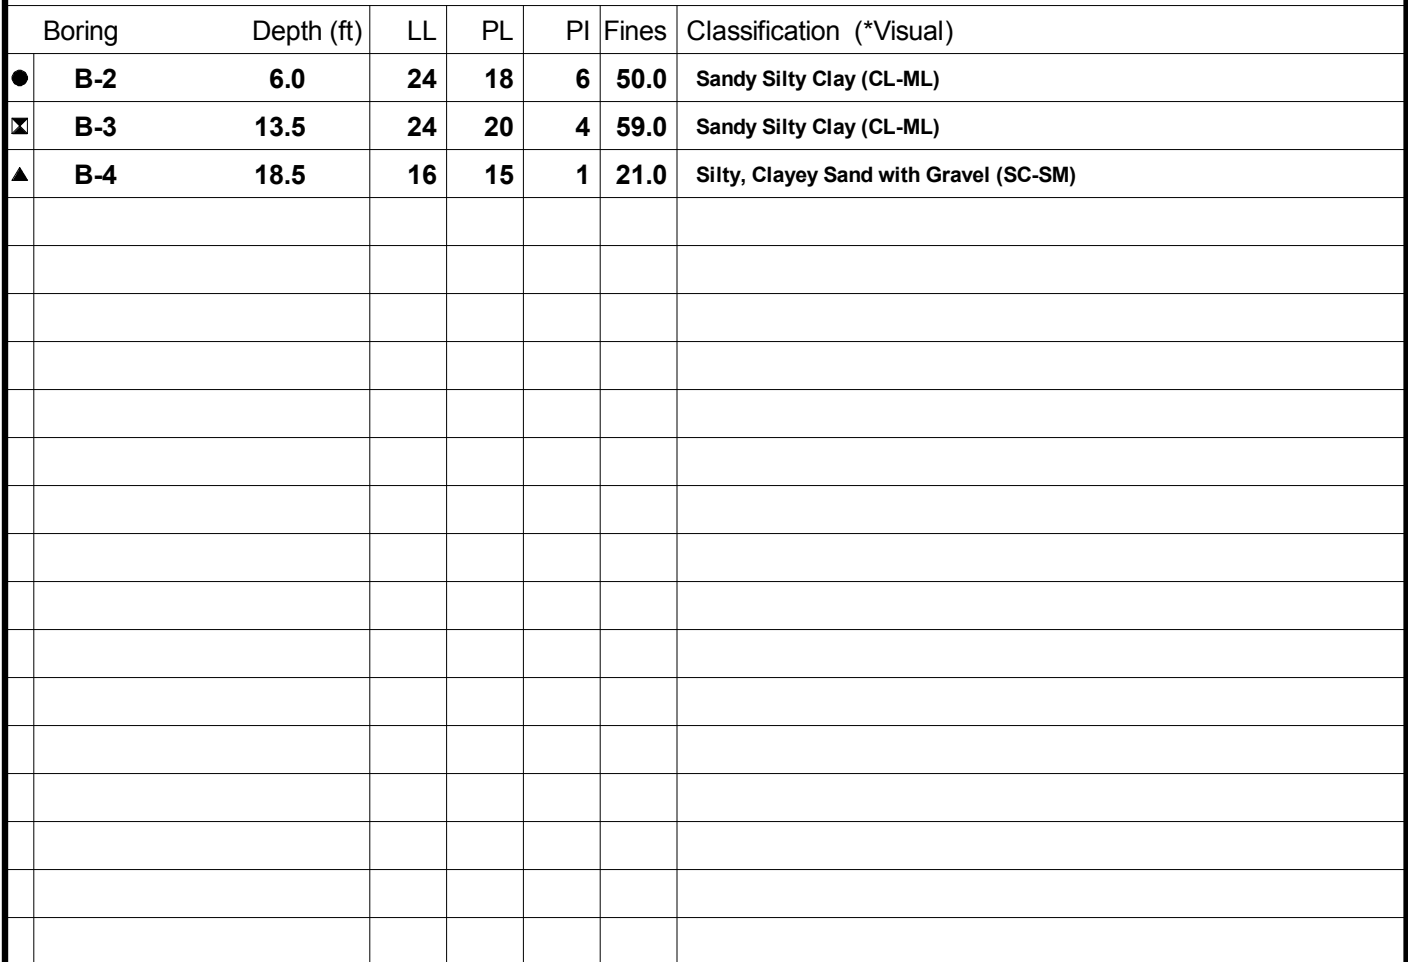 Boring Depth (ft) LL PL PI Fines Classification (*Visual)
B-2 6.0 24 18 6 50.0 Sandy Silty Clay (CL-ML)
B-3 13.5 24 20 4 59.0 Sandy Silty Clay (CL-ML)
B-4 18.5 16 15 1 21.0 Silty, Clayey Sand with Gravel (SC-SM)